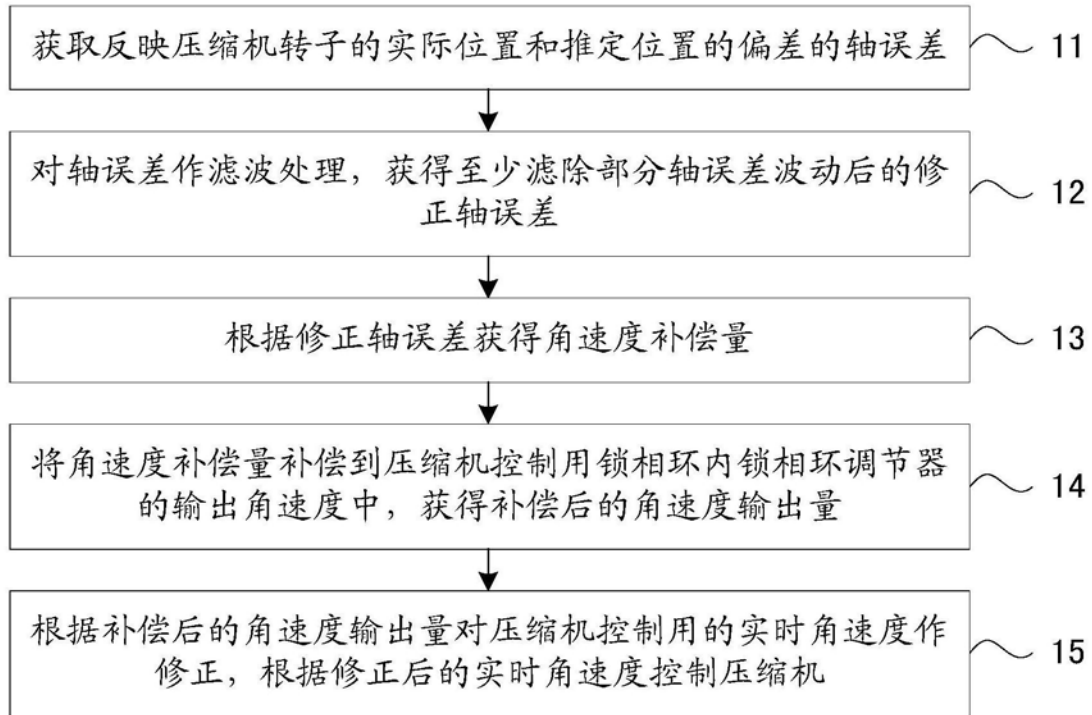 获取反映压缩机转子的实际位置和推定位置的偏差的轴误差
11
对轴误差作滤波处理，获得至少滤除部分轴误差波动后的修
正轴误差
12
根据修正轴误差获得角速度补偿量
13
将角速度补偿量补偿到压缩机控制用锁相环内锁相环调节器
的输出角速度中，获得补偿后的角速度输出量
14
根据补偿后的角速度输出量对压缩机控制用的实时角速度作
修正，根据修正后的实时角速度控制压缩机
15